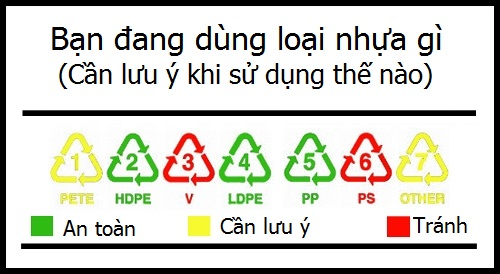 Bạn đang dùng loại nhựa gì
(Cần lưu ý khi sử dụng thế nào)
1 2 3 4 5 6 7
PETE HDPE V LDPE PP PS OTHER
An toàn Cần lưu ý Tránh